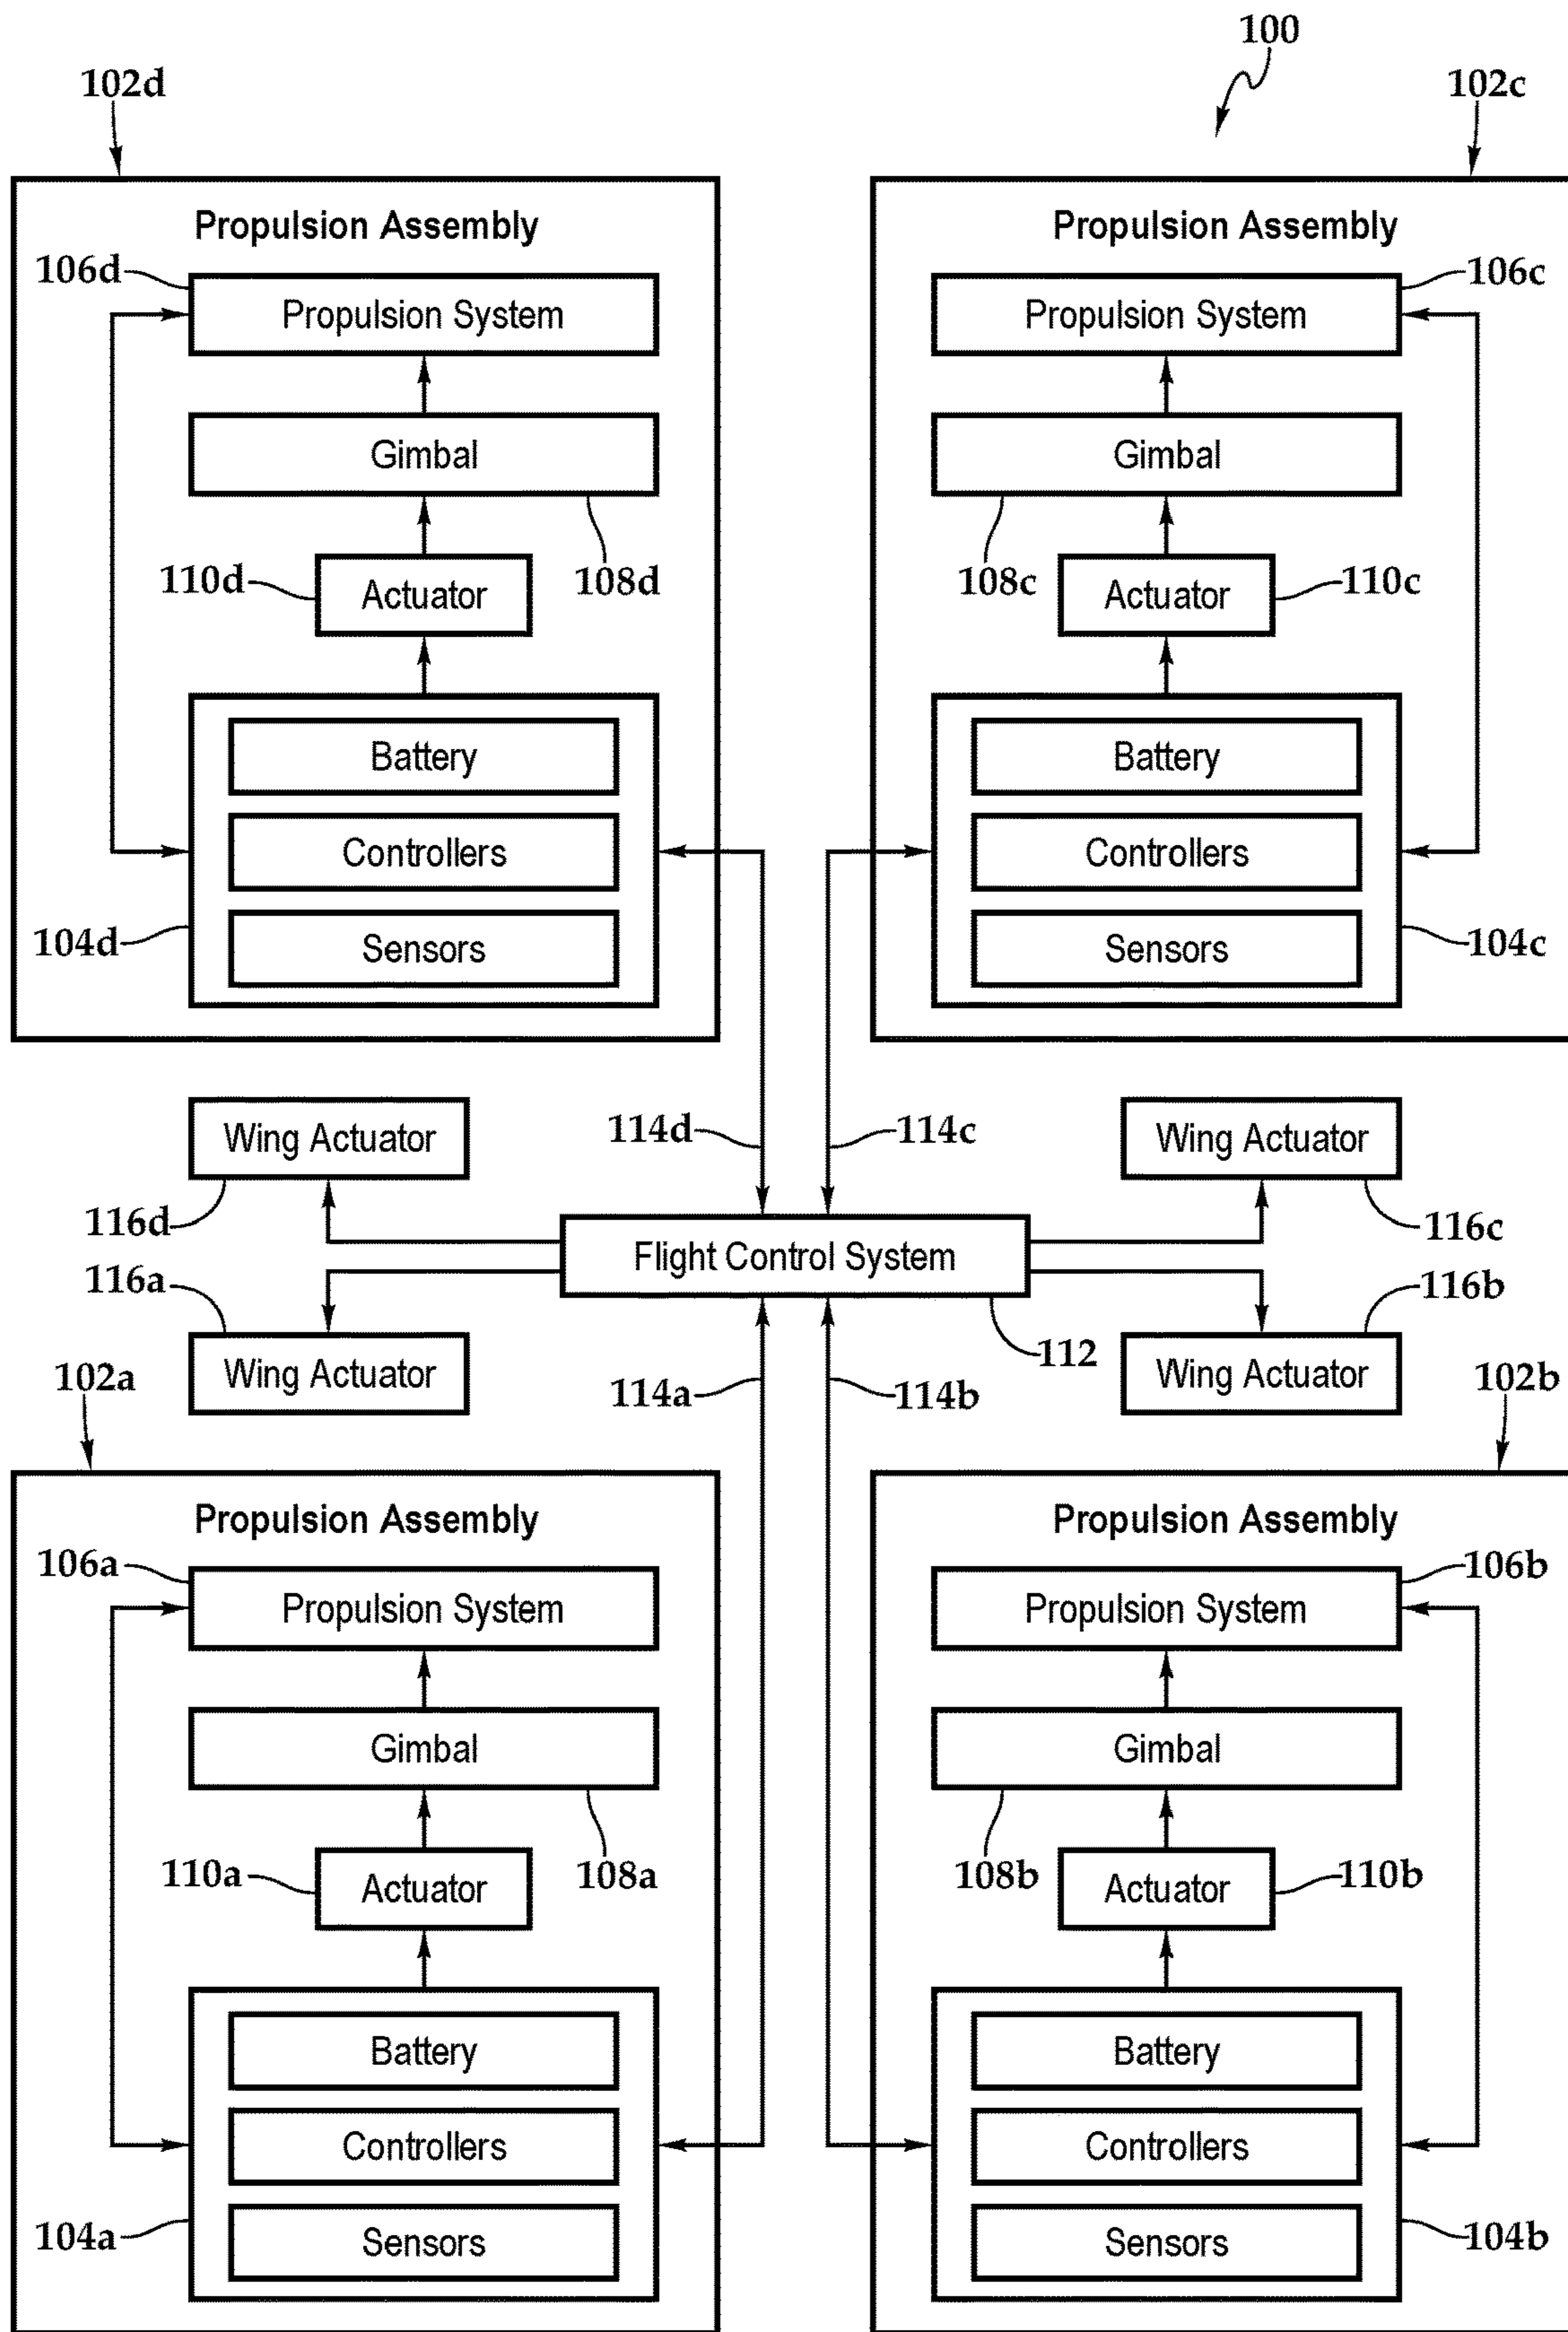 100
102d
102c
Propulsion Assembly
Propulsion Assembly
106d
106c
Propulsion System
Propulsion System
Gimbal
Gimbal
110d
108d
108c
110c
Actuator
Actuator
Battery
Battery
Controllers
Controllers
104d
104c
Sensors
Sensors
Wing Actuator
114d
114c
Wing Actuator
116d
116c
Flight Control System
116a
116b
112
Wing Actuator
Wing Actuator
102a
114a
114b
102b
Propulsion Assembly
Propulsion Assembly
106a
106b
Propulsion System
Propulsion System
Gimbal
Gimbal
110a
108a
108b
110b
Actuator
Actuator
Battery
Battery
Controllers
Controllers
104a
104b
Sensors
Sensors